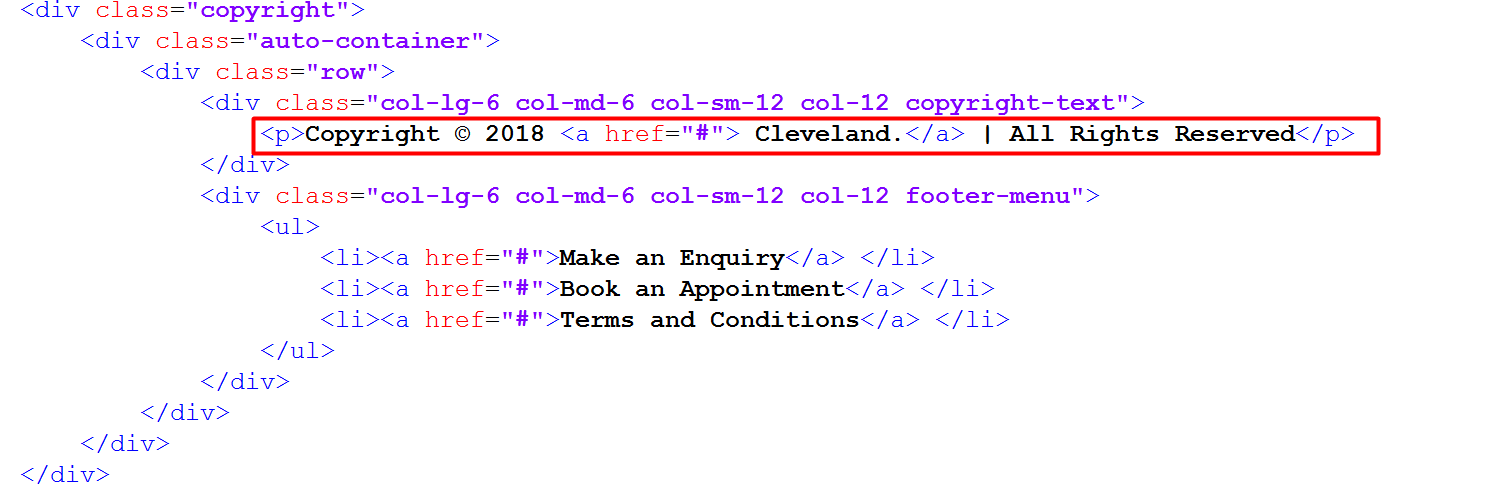 <div class="copyright">
<div class="auto-container">
<div class="row">
<div class="col-lg-6 col-md-6 col-sm-12 col-12 copyright-text">
<p>Copyright © 2018 <a href="#"> Cleveland.</a> | All Rights Reserved</p>
</div>
<div class="col-lg-6 col-md-6 col-sm-12 col-12 footer-menu">
<ul>
<li><a href="#">Make an Enquiry</a> </li>
<li><a href="#">Book an Appointment</a> </li>
<li><a href="#">Terms and Conditions</a> </li>
</ul>
</div>
</div>
</div>
</div>